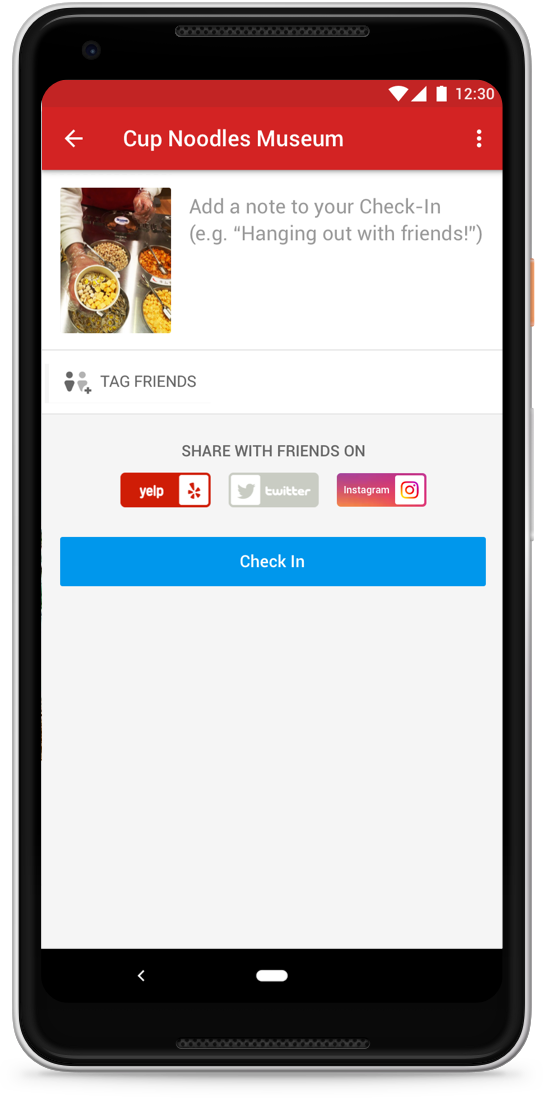 12:30
Cup Noodles Museum
Add a note to your Check-In
(e.g. “Hanging out with friends!”)
TAG FRIENDS
SHARE WITH FRIENDS ON
yelp twitter Instagram
Check In